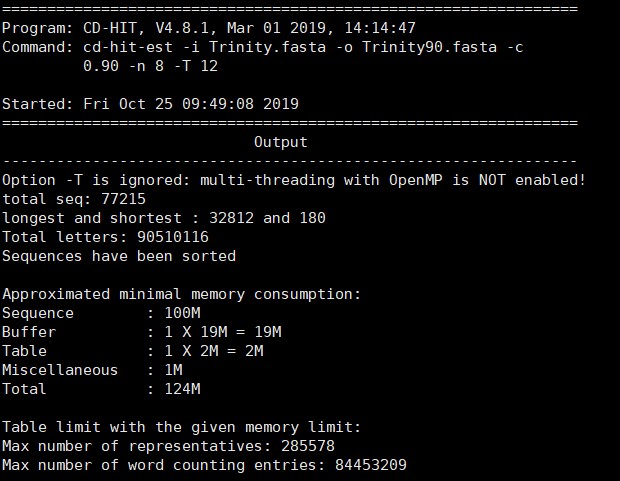 ================================================================
Program: CD-HIT, V4.8.1, Mar 01 2019, 14:14:47
Command: cd-hit-est -i Trinity.fasta -o Trinity90.fasta -c
         0.90 -n 8 -T 12

Started: Fri Oct 25 09:49:08 2019
================================================================
                            Output
----------------------------------------------------------------
Option -T is ignored: multi-threading with OpenMP is NOT enabled!
total seq: 77215
longest and shortest : 32812 and 180
Total letters: 90510116
Sequences have been sorted

Approximated minimal memory consumption:
Sequence        : 100M
Buffer          : 1 X 19M = 19M
Table           : 1 X 2M = 2M
Miscellaneous   : 1M
Total           : 124M

Table limit with the given memory limit:
Max number of representatives: 285578
Max number of word counting entries: 84453209